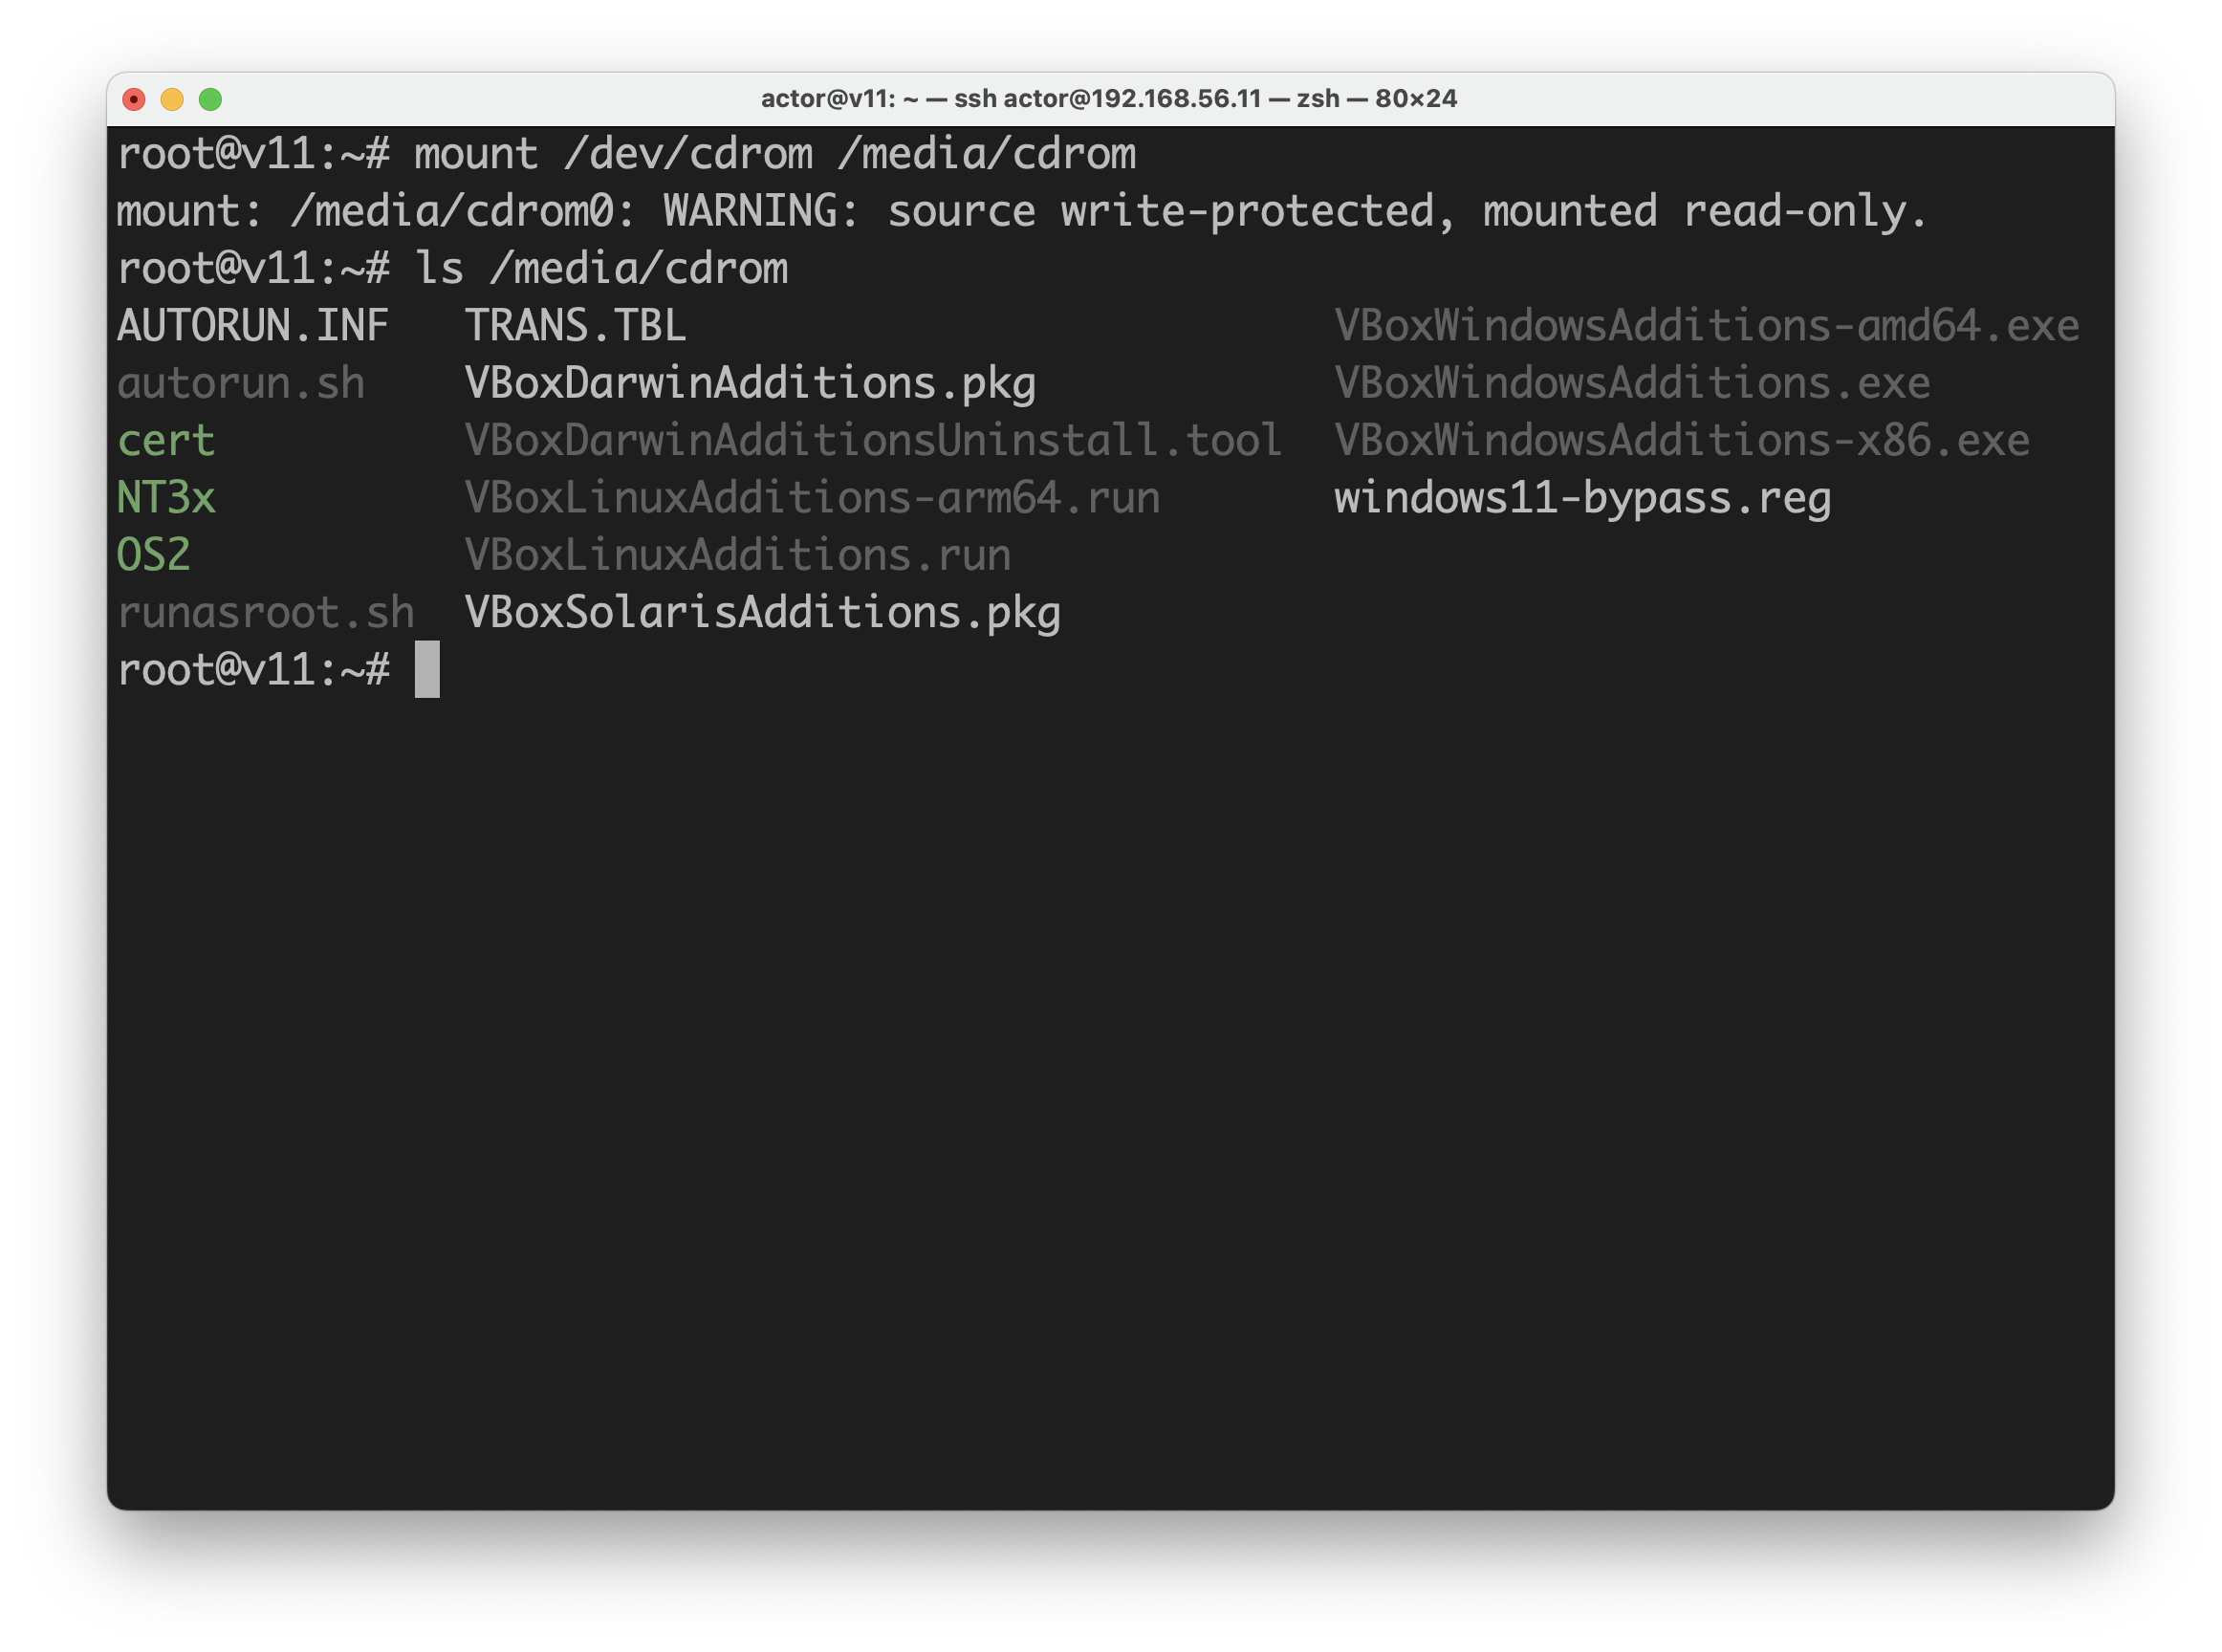 actor@v11: ~ — ssh actor@192.168.56.11 — zsh — 80×24
root@v11:~# mount /dev/cdrom /media/cdrom
mount: /media/cdrom0: WARNING: source write-protected, mounted read-only.
root@v11:~# ls /media/cdrom
AUTORUN.INF   TRANS.TBL                          VBoxWindowsAdditions-amd64.exe
autorun.sh    VBoxDarwinAdditions.pkg            VBoxWindowsAdditions.exe
cert          VBoxDarwinAdditionsUninstall.tool  VBoxWindowsAdditions-x86.exe
NT3x          VBoxLinuxAdditions-arm64.run       windows11-bypass.reg
OS2           VBoxLinuxAdditions.run
runasroot.sh  VBoxSolarisAdditions.pkg
root@v11:~#